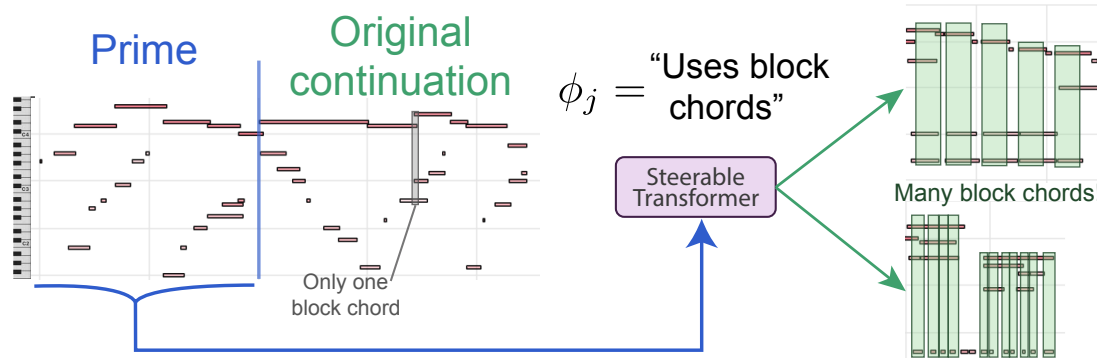 Prime
Original
continuation
C4
C3
C2
Only one
block chord
ϕj = “Uses block
chords”
Steerable
Transformer
Many block chords